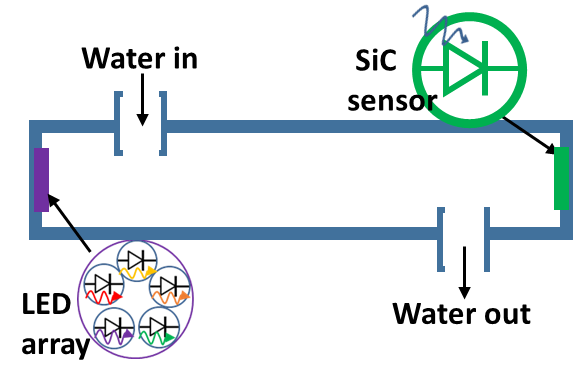 Water in
SiC
sensor
LED
array
Water out